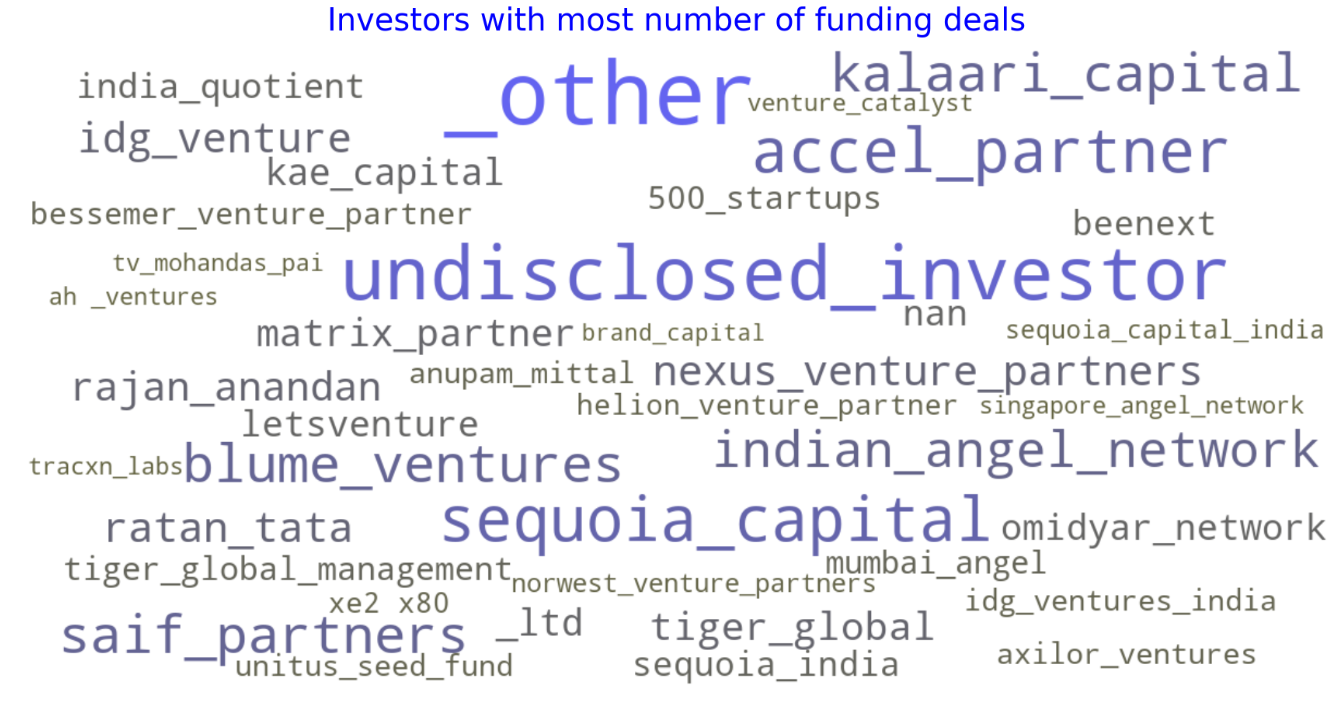 Investors with most number of funding deals
_other
kalaari_capital
india_quotient
venture_catalyst
idg_venture
accel_partner
kae_capital
500_startups
bessemer_venture_partner
beenext
tv_mohandas_pai
undisclosed_investor
ah _ventures
nan
matrix_partner
brand_capital
sequoia_capital_india
rajan_anandan
anupam_mittal
nexus_venture_partners
helion_venture_partner
singapore_angel_network
letsventure
indian_angel_network
tracxn_labs
blume_ventures
sequoia_capital
ratan_tata
omidyar_network
tiger_global_management
mumbai_angel
norwest_venture_partners
xe2 x80
idg_ventures_india
saif_partners
_ltd
tiger_global
unitus_seed_fund
sequoia_india
axilor_ventures